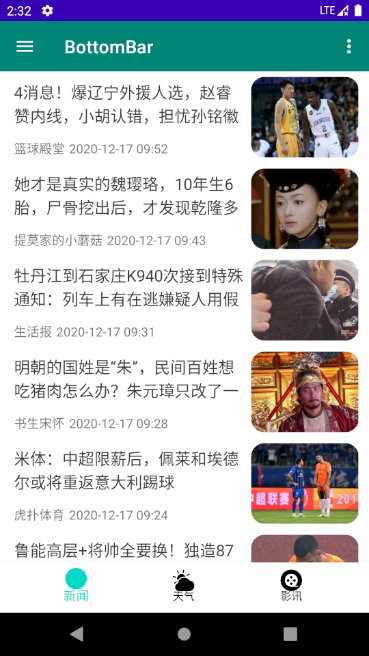 2:32
LTE
BottomBar
4消息！爆辽宁外援人选，赵睿
赞内线，小胡认错，担忧孙铭徽
篮球殿堂 2020-12-17 09:52
她才是真实的魏璎珞，10年生6
胎，尸骨挖出后，才发现乾隆多
提莫家的小蘑菇 2020-12-17 09:43
牡丹江到石家庄K940次接到特殊
通知：列车上有在逃嫌疑人用假
生活报 2020-12-17 09:31
明朝的国姓是“朱”，民间百姓想
吃猪肉怎么办？朱元璋只改了一
书生宋怀 2020-12-17 09:28
米体：中超限薪后，佩莱和埃德
尔或将重返意大利踢球
虎扑体育 2020-12-17 09:24
中超联赛
鲁能高层+将帅全要换！独造87
新闻
天气
影讯